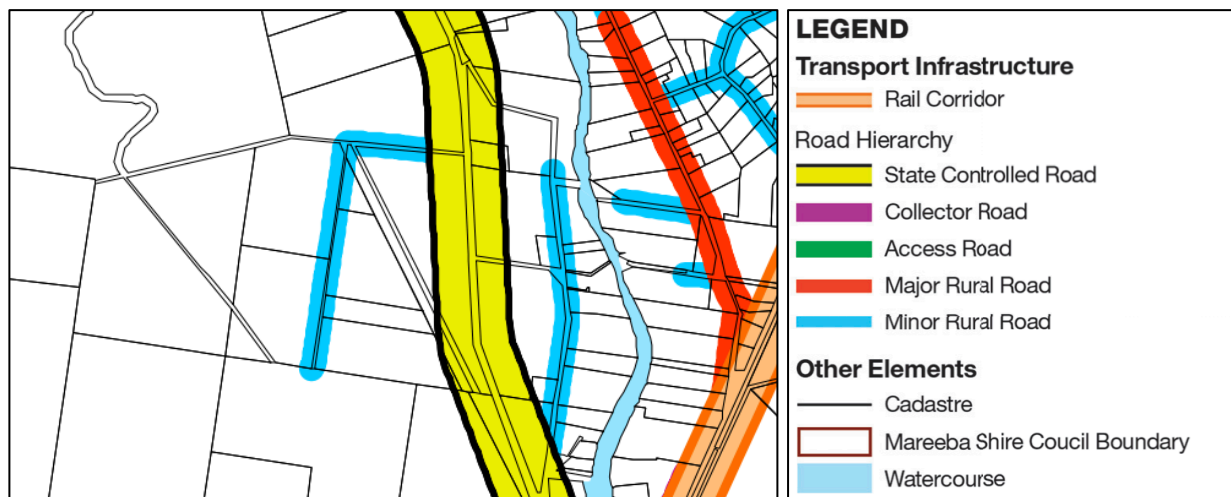 LEGEND
Transport Infrastructure
Rail Corridor
Road Hierarchy
State Controlled Road
Collector Road
Access Road
Major Rural Road
Minor Rural Road
Other Elements
Cadastre
Mareeba Shire Coucil Boundary
Watercourse